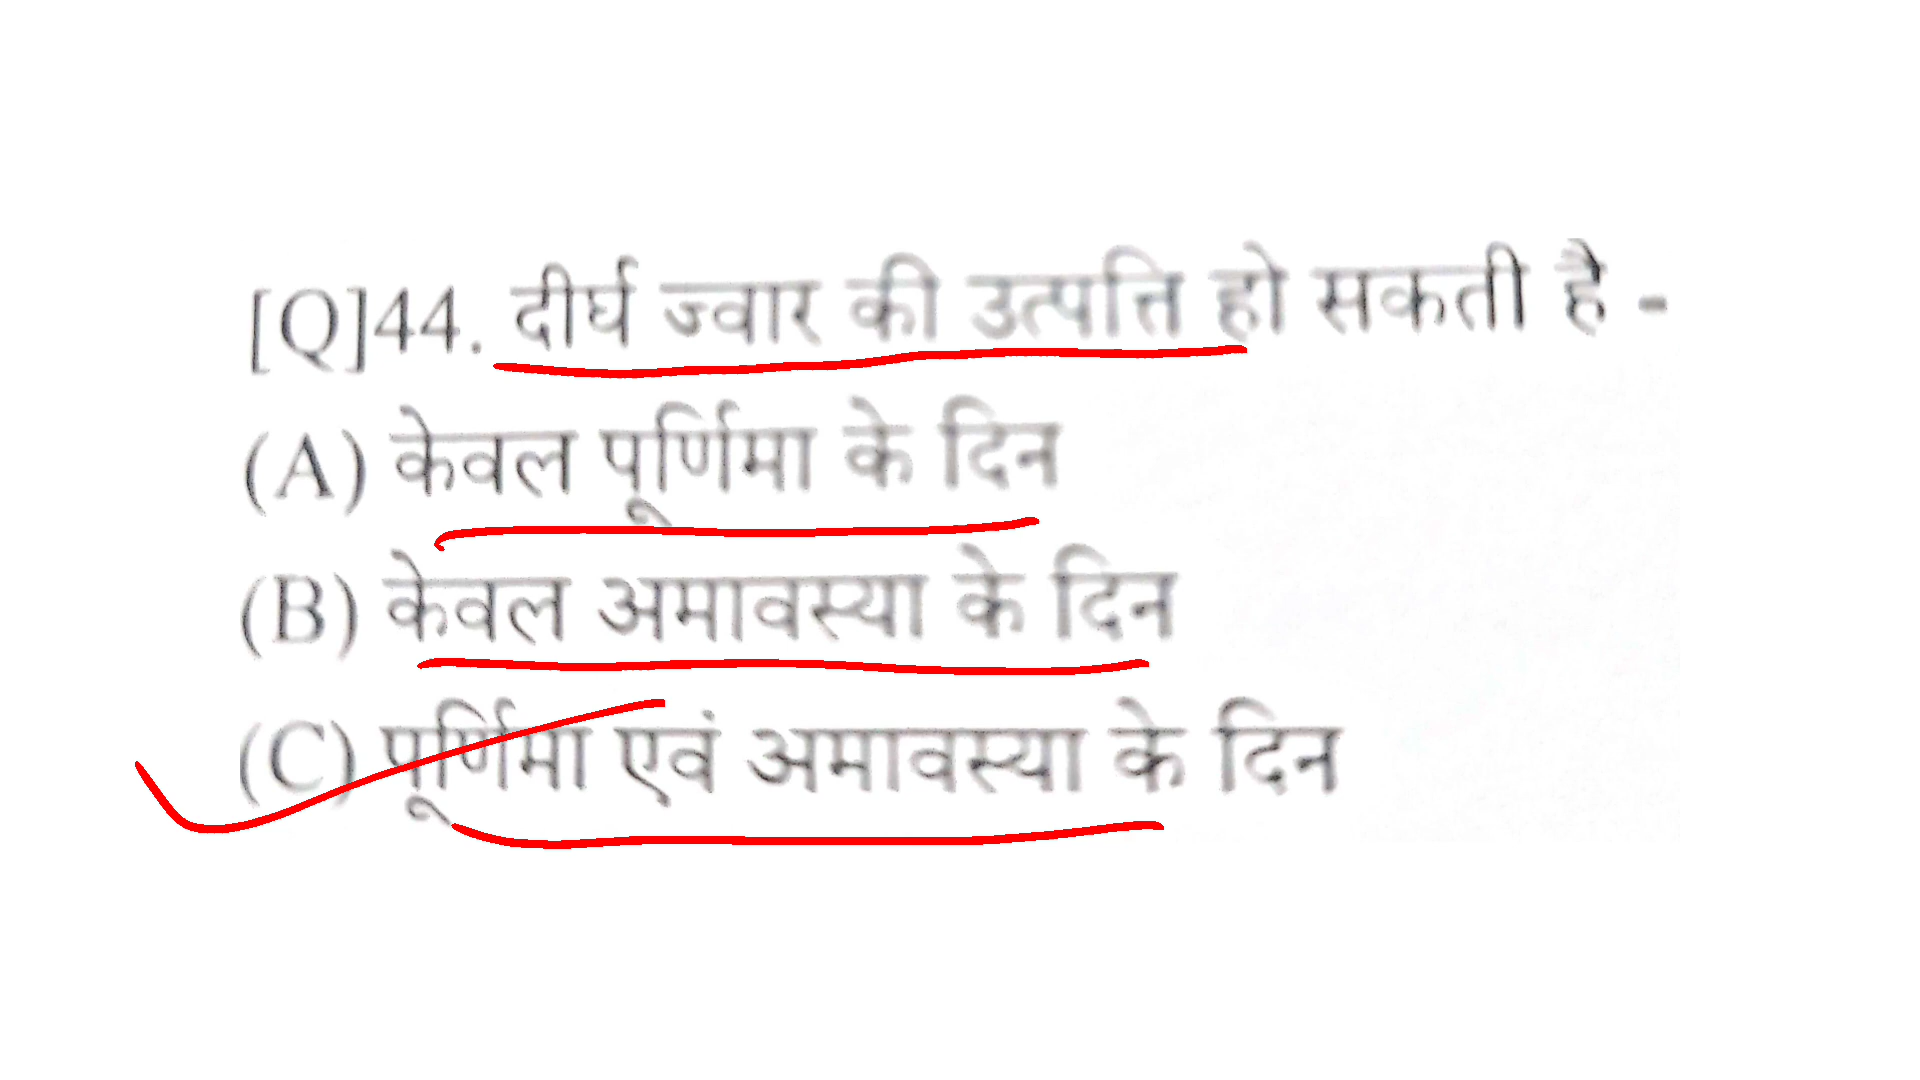 [Q]44. दीर्घ ज्वार की उत्पत्ति हो सकती है -
(A) केवल पूर्णिमा के दिन
(B) केवल अमावस्या के दिन
(C) पूर्णिमा एवं अमावस्या के दिन